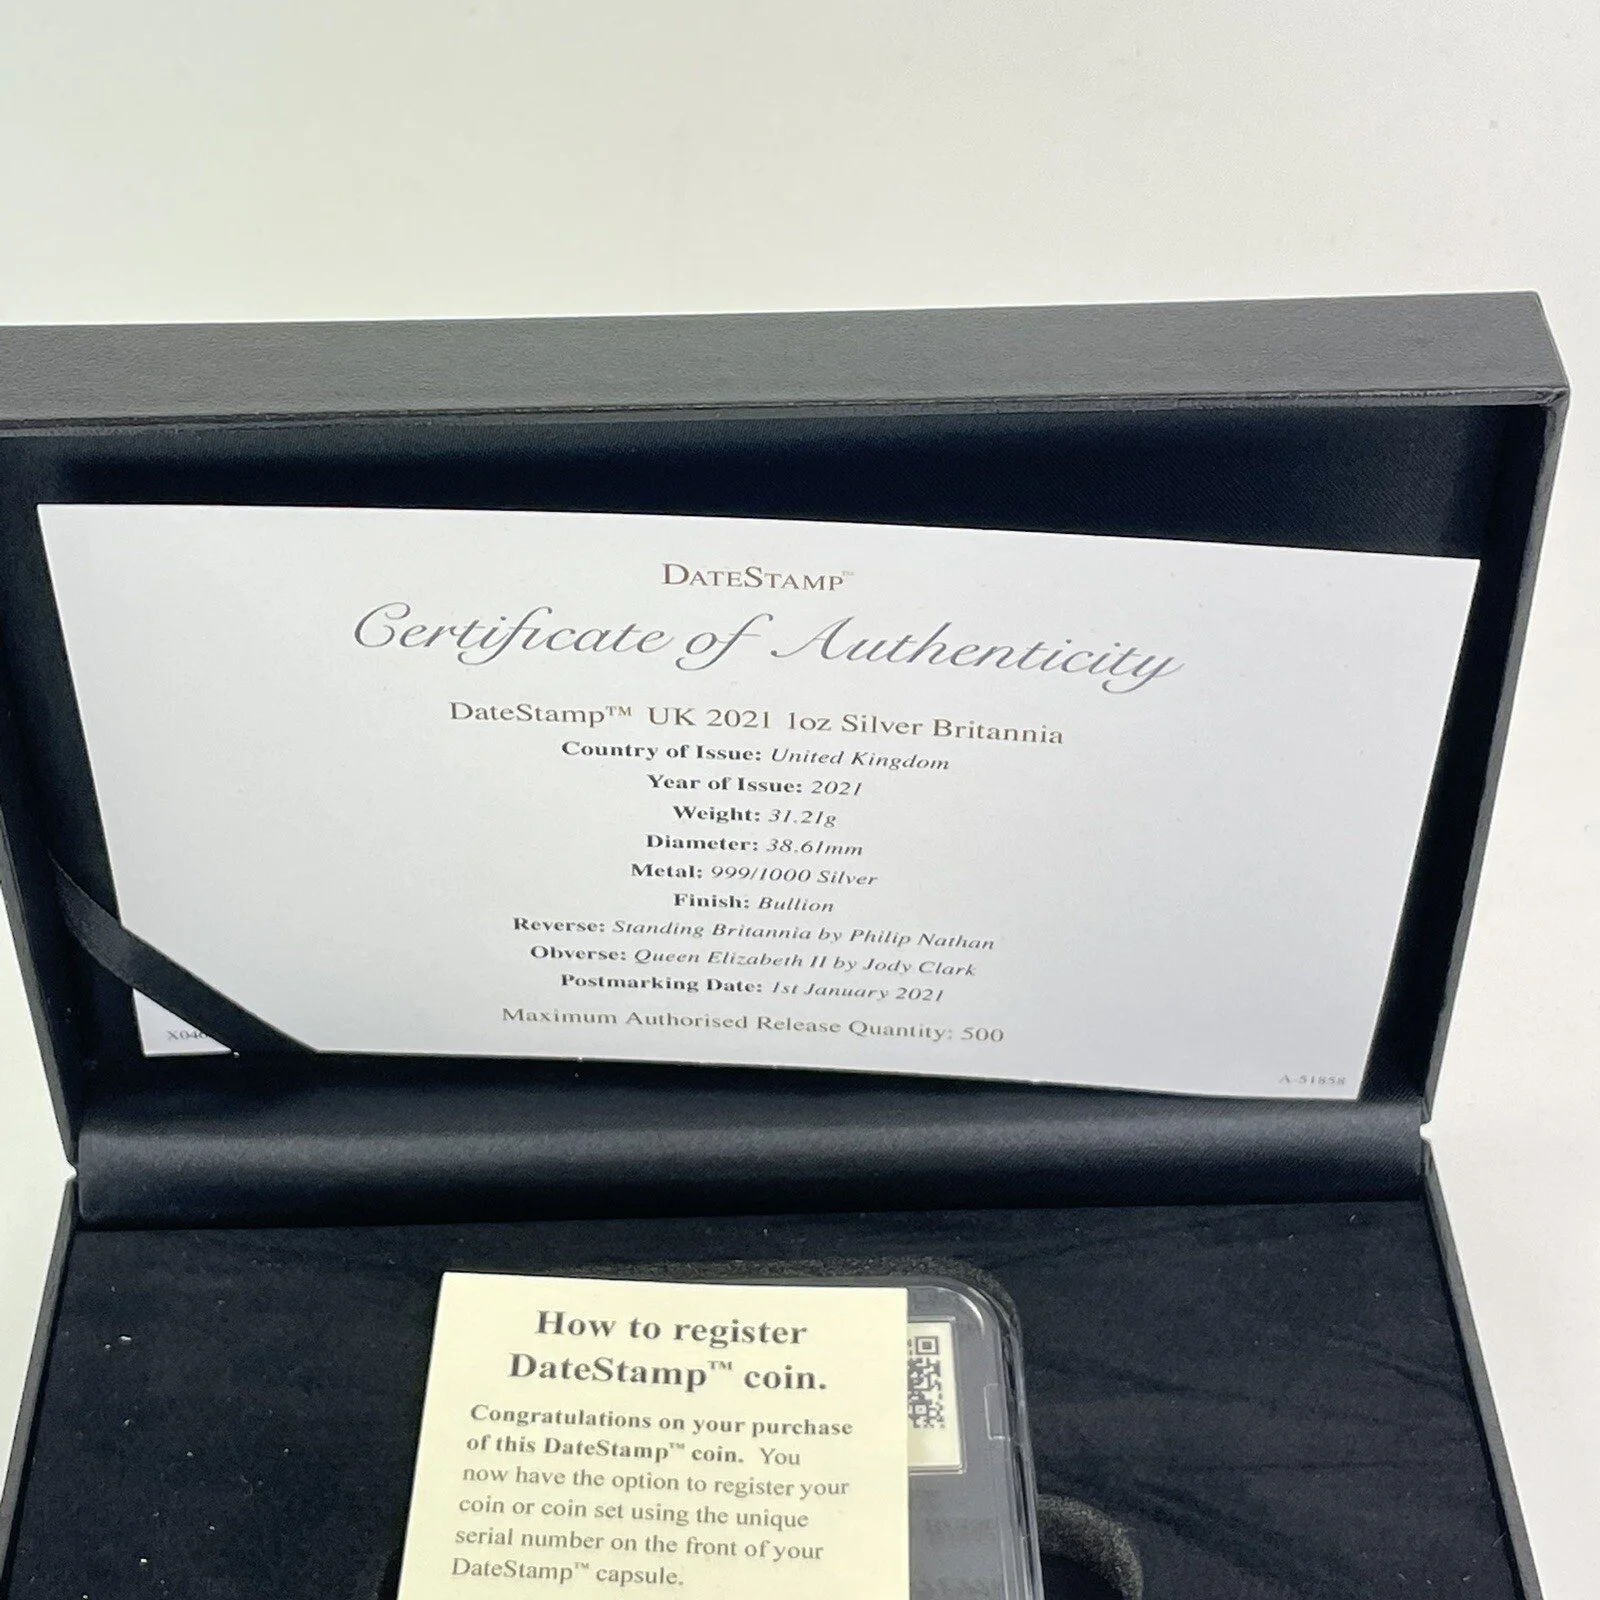 DATESTAMP™
Certificate of Authenticity
DateStamp™ UK 2021 1oz Silver Britannia
Country of Issue: United Kingdom
Year of Issue: 2021
Weight: 31.21g
Diameter: 38.61mm
Metal: 999/1000 Silver
Finish: Bullion
Reverse: Standing Britannia by Philip Nathan
Obverse: Queen Elizabeth II by Jody Clark
Postmarking Date: 1st January 2021
Maximum Authorised Release Quantity: 500
A-51858
How to register
DateStamp™ coin.
Congratulations on your purchase
of this DateStamp™ coin. You
now have the option to register your
coin or coin set using the unique
serial number on the front of your
DateStamp™ capsule.